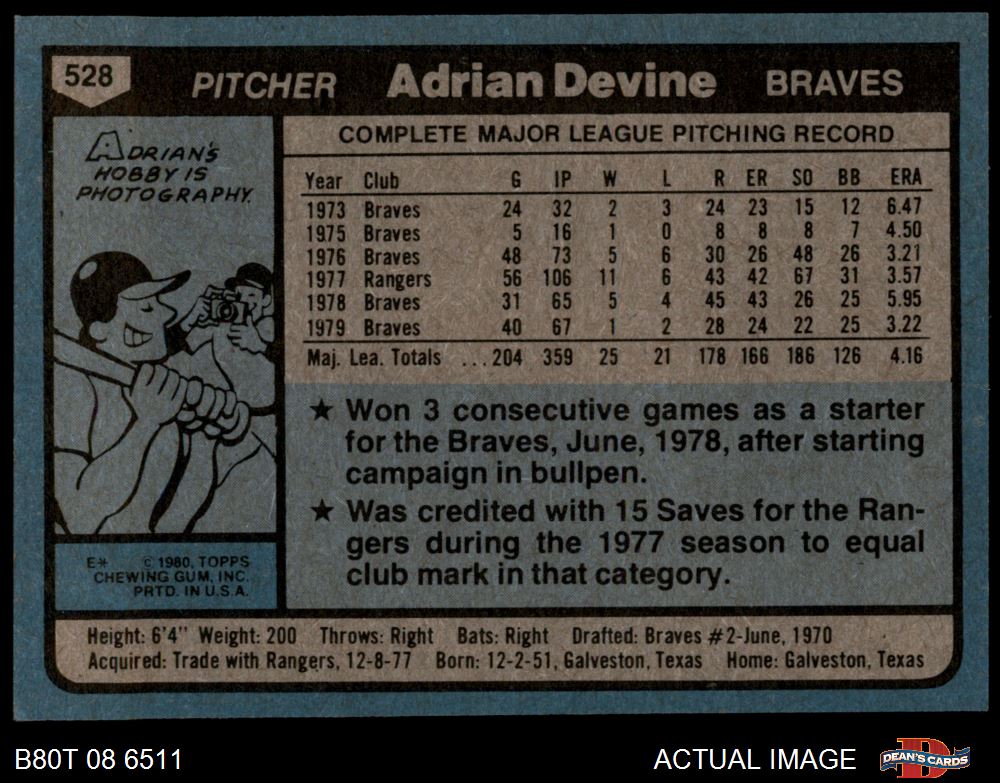 528 PITCHER Adrian Devine BRAVES
ADRIAN'S
HOBBY IS
PHOTOGRAPHY.
E* © 1980, TOPPS
CHEWING GUM, INC.
PRTD. IN U.S.A.
COMPLETE MAJOR LEAGUE PITCHING RECORD
Year Club G IP W L R ER SO BB ERA
1973 Braves 24 32 2 3 24 23 15 12 6.47
1975 Braves 5 16 1 0 8 8 8 7 4.50
1976 Braves 48 73 5 6 30 26 48 26 3.21
1977 Rangers 56 106 11 6 43 42 67 31 3.57
1978 Braves 31 65 5 4 45 43 26 25 5.95
1979 Braves 40 67 1 2 28 24 22 25 3.22
Maj. Lea. Totals ...204 359 25 21 178 166 186 126 4.16
★ Won 3 consecutive games as a starter
for the Braves, June, 1978, after starting
campaign in bullpen.
★ Was credited with 15 Saves for the Ran-
gers during the 1977 season to equal
club mark in that category.
Height: 6'4" Weight: 200 Throws: Right Bats: Right Drafted: Braves #2-June, 1970
Acquired: Trade with Rangers, 12-8-77 Born: 12-2-51, Galveston, Texas Home: Galveston, Texas
B80T 08 6511 ACTUAL IMAGE DEAN'S CARDS